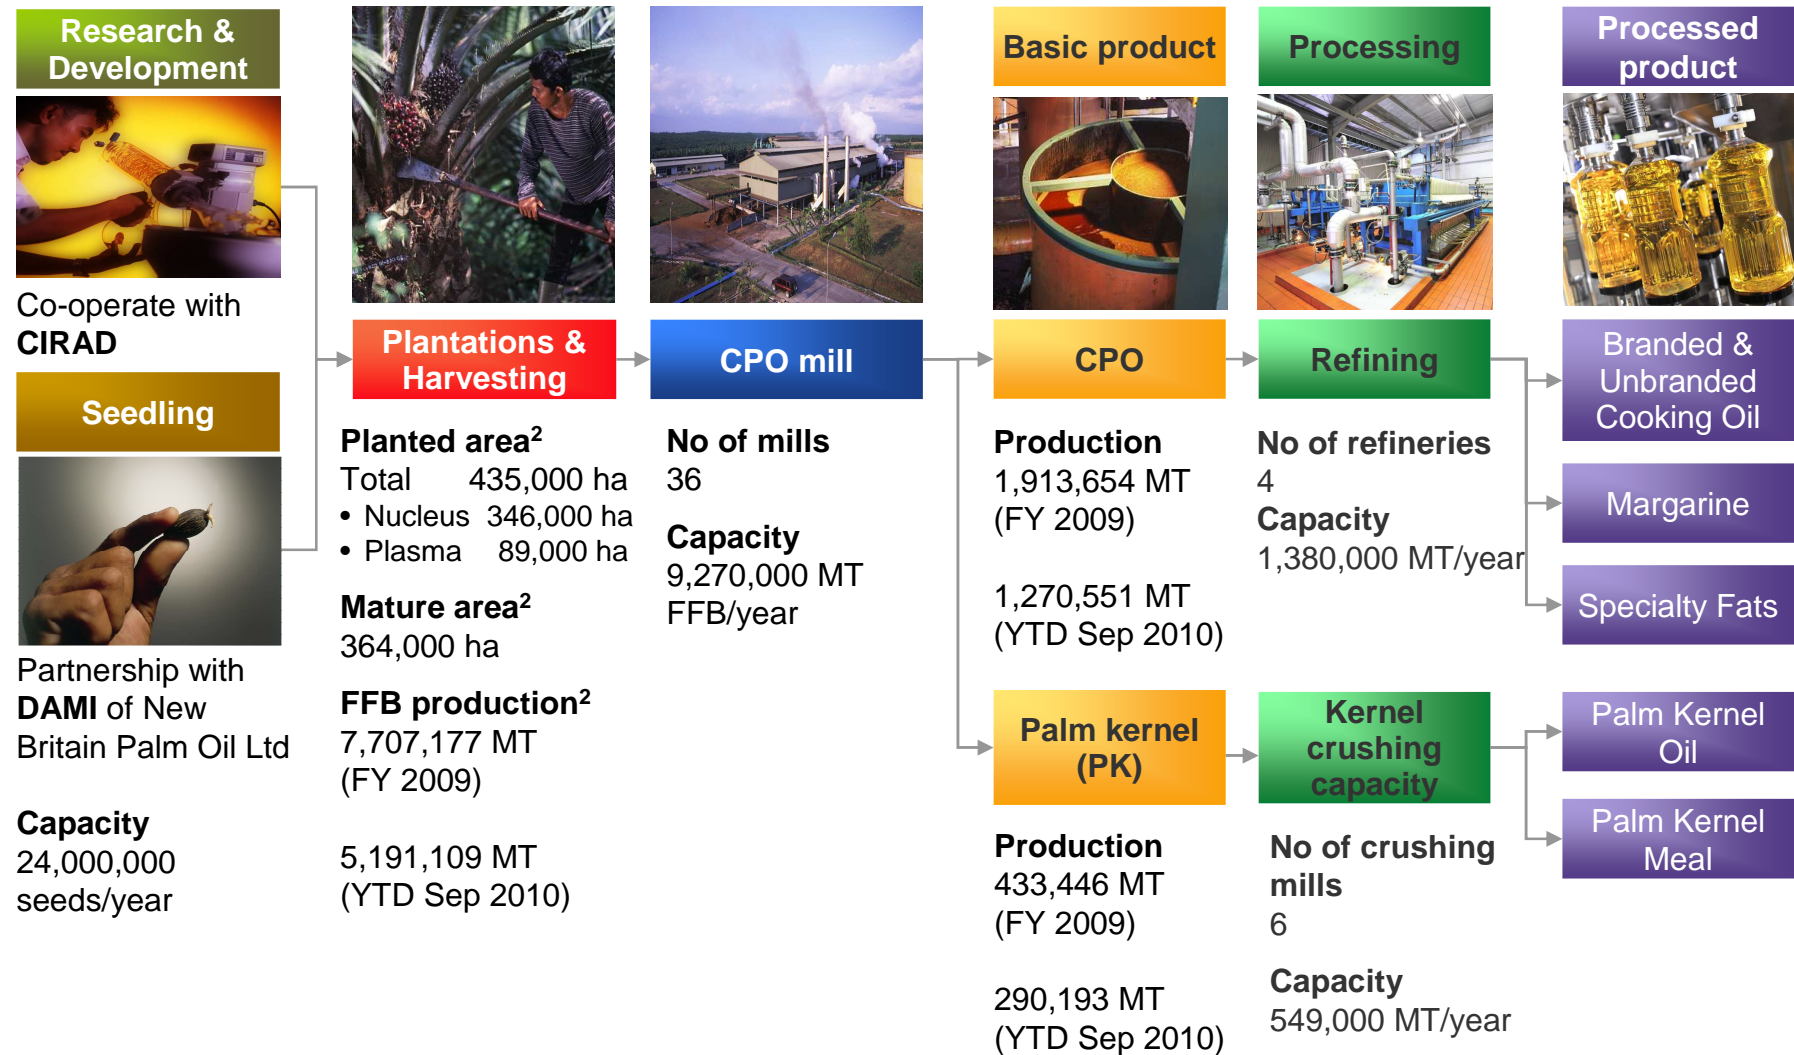 Research &
Development
Co-operate with
CIRAD
Seedling
Partnership with
DAMI of New
Britain Palm Oil Ltd
Capacity
24,000,000
seeds/year
Plantations &
Harvesting
Planted area²
Total 435,000 ha
• Nucleus 346,000 ha
• Plasma 89,000 ha
Mature area²
364,000 ha
FFB production²
7,707,177 MT
(FY 2009)
5,191,109 MT
(YTD Sep 2010)
CPO mill
No of mills
36
Capacity
9,270,000 MT
FFB/year
Basic product
CPO
Production
1,913,654 MT
(FY 2009)
1,270,551 MT
(YTD Sep 2010)
Palm kernel
(PK)
Production
433,446 MT
(FY 2009)
290,193 MT
(YTD Sep 2010)
Processing
Refining
No of refineries
4
Capacity
1,380,000 MT/year
Kernel
crushing
capacity
No of crushing
mills
6
Capacity
549,000 MT/year
Processed
product
Branded &
Unbranded
Cooking Oil
Margarine
Specialty Fats
Palm Kernel
Oil
Palm Kernel
Meal